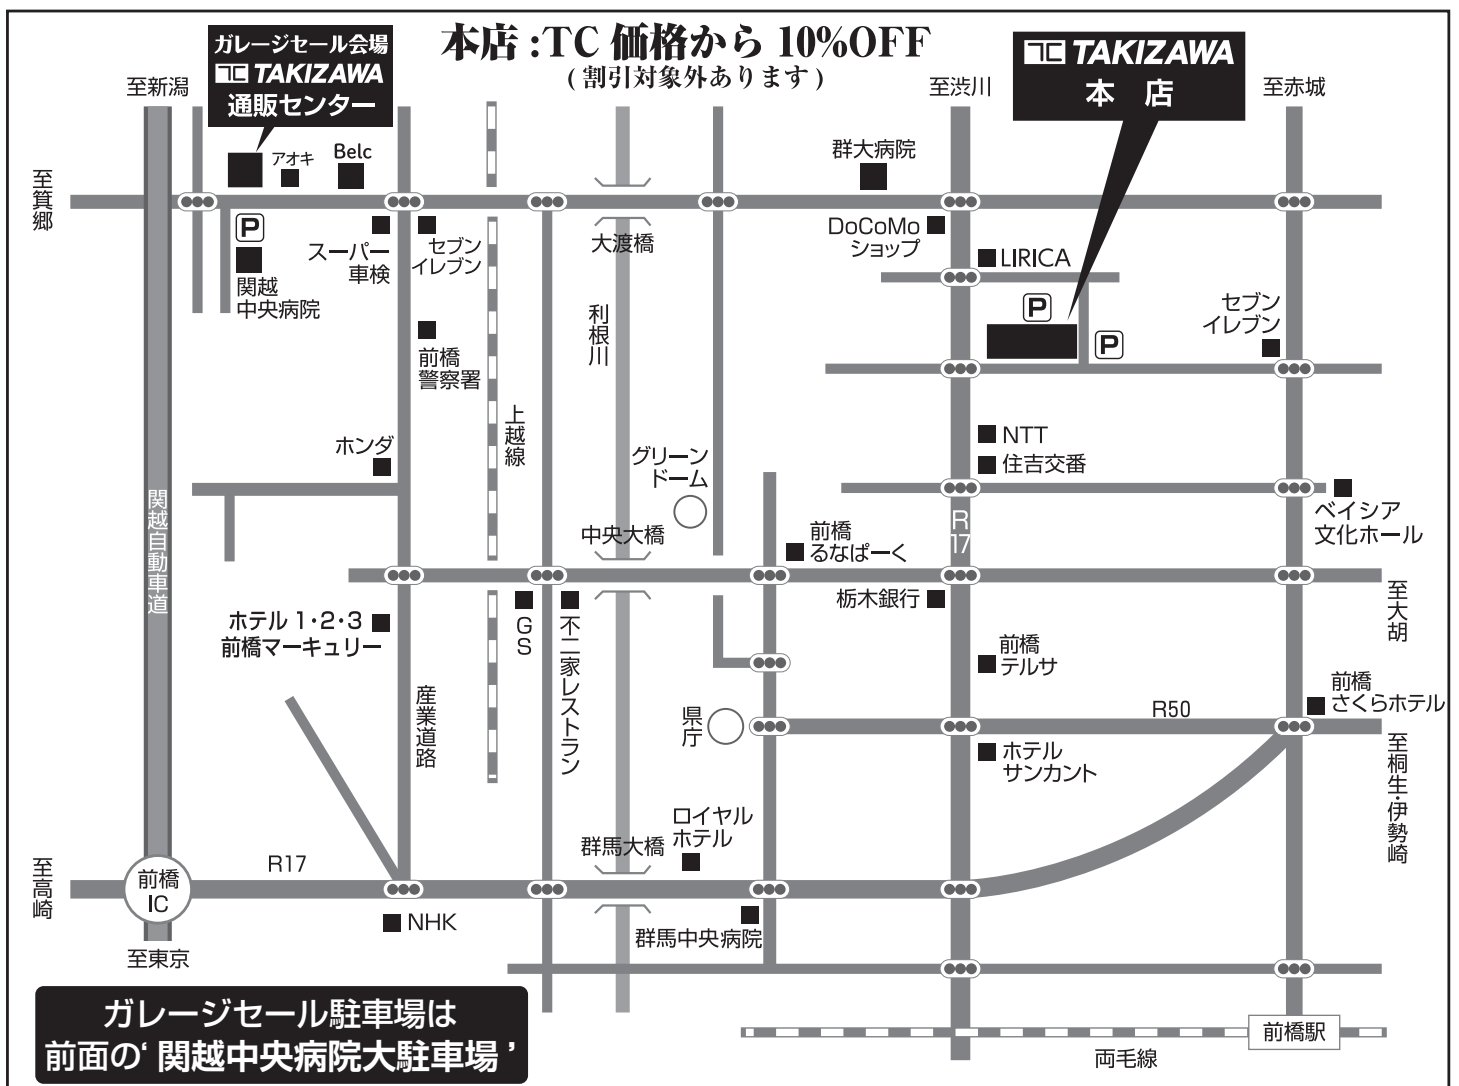 本店 :TC 価格から 10%OFF
( 割引対象外あります )
ガレージセール会場
TC TAKIZAWA
通販センター
TC TAKIZAWA
本 店
至新潟
至渋川
至赤城
至箕郷
アオキ
Belc
群大病院
P
関越
中央病院
スーパー
車検
セブン
イレブン
大渡橋
DoCoMo
ショップ
LIRICA
P
P
セブン
イレブン
前橋
警察署
利根川
上越線
ホンダ
グリーン
ドーム
NTT
住吉交番
関越自動車道
中央大橋
前橋
るなぱーく
R
17
ベイシア
文化ホール
ホテル 1・2・3
前橋マーキュリー
GS
不二家レストラン
栃木銀行
至大胡
前橋
テルサ
産業道路
県庁
R50
前橋
さくらホテル
ホテル
サンカント
至桐生・伊勢崎
ロイヤル
ホテル
群馬大橋
至高崎
前橋
IC
R17
NHK
群馬中央病院
至東京
ガレージセール駐車場は
前面の‘ 関越中央病院大駐車場 ’
前橋駅
両毛線